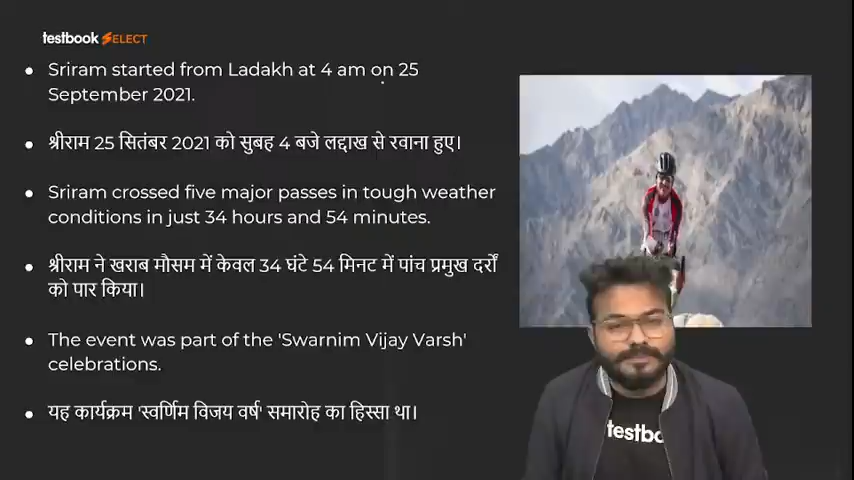 testbook SELECT
Sriram started from Ladakh at 4 am on 25
September 2021.
श्रीराम 25 सितंबर 2021 को सुबह 4 बजे लद्दाख से रवाना हुए।
Sriram crossed five major passes in tough weather
conditions in just 34 hours and 54 minutes.
श्रीराम ने खराब मौसम में केवल 34 घंटे 54 मिनट में पांच प्रमुख दर्रों
को पार किया।
The event was part of the 'Swarnim Vijay Varsh'
celebrations.
यह कार्यक्रम 'स्वर्णिम विजय वर्ष' समारोह का हिस्सा था।
testbo